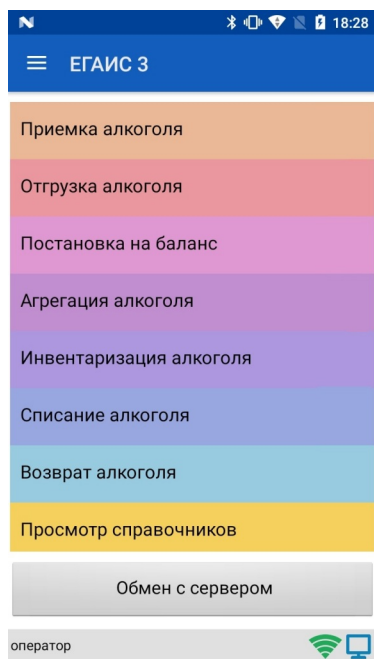 18:28
ЕГАИС 3
Приемка алкоголя
Отгрузка алкоголя
Постановка на баланс
Агрегация алкоголя
Инвентаризация алкоголя
Списание алкоголя
Возврат алкоголя
Просмотр справочников
Обмен с сервером
оператор